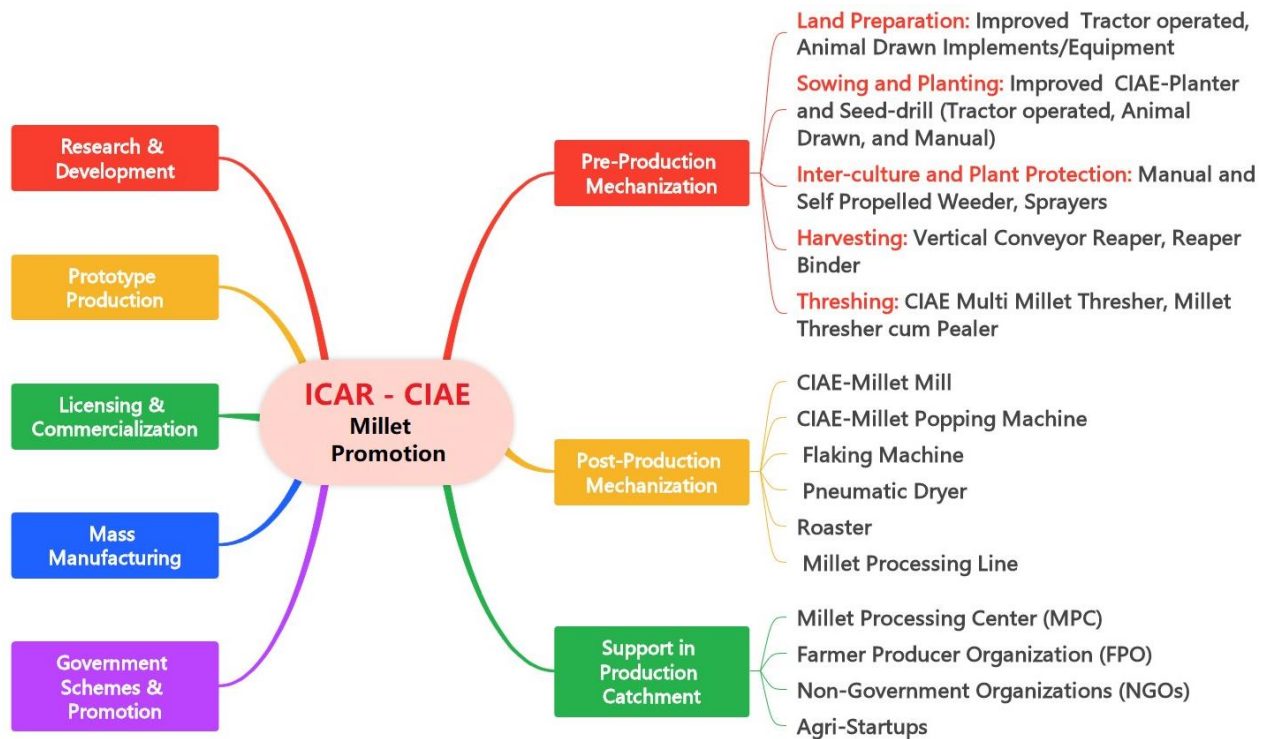 Research &
Development
Prototype
Production
Licensing &
Commercialization
Mass
Manufacturing
Government
Schemes &
Promotion
ICAR - CIAE
Millet
Promotion
Pre-Production
Mechanization
Land Preparation: Improved Tractor operated,
Animal Drawn Implements/Equipment
Sowing and Planting: Improved CIAE-Planter
and Seed-drill (Tractor operated, Animal
Drawn, and Manual)
Inter-culture and Plant Protection: Manual and
Self Propelled Weeder, Sprayers
Harvesting: Vertical Conveyor Reaper, Reaper
Binder
Threshing: CIAE Multi Millet Thresher, Millet
Thresher cum Pealer
Post-Production
Mechanization
CIAE-Millet Mill
CIAE-Millet Popping Machine
Flaking Machine
Pneumatic Dryer
Roaster
Millet Processing Line
Support in
Production
Catchment
Millet Processing Center (MPC)
Farmer Producer Organization (FPO)
Non-Government Organizations (NGOs)
Agri-Startups